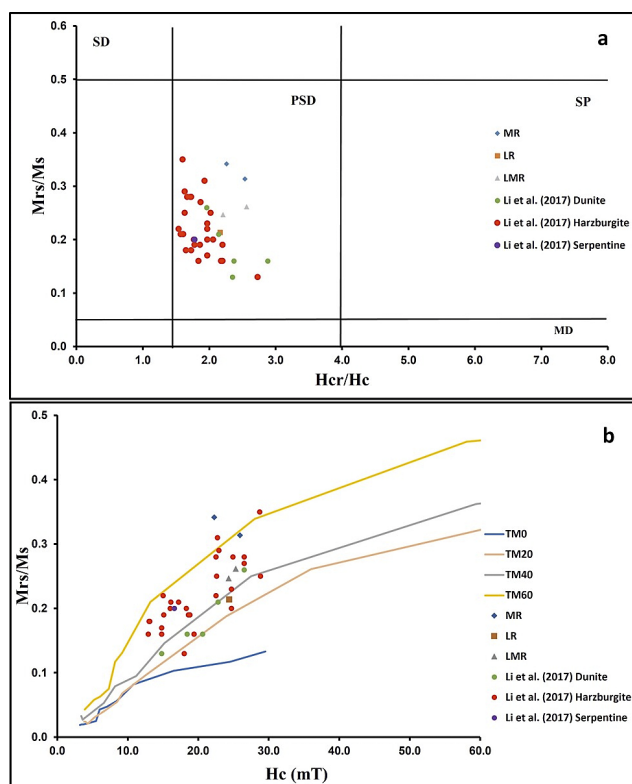 a
SD
PSD
SP
MD
0.6
0.5
0.4
0.3
0.2
0.1
0.0
Mrs/Ms
MR
LR
LMR
Li et al. (2017) Dunite
Li et al. (2017) Harzburgite
Li et al. (2017) Serpentine
0.0 1.0 2.0 3.0 4.0 5.0 6.0 7.0 8.0
Hcr/Hc
b
0.5
0.4
0.3
0.2
0.1
0.0
Mrs/Ms
TM0
TM20
TM40
TM60
MR
LR
LMR
Li et al. (2017) Dunite
Li et al. (2017) Harzburgite
Li et al. (2017) Serpentine
0.0 10.0 20.0 30.0 40.0 50.0 60.0
Hc (mT)